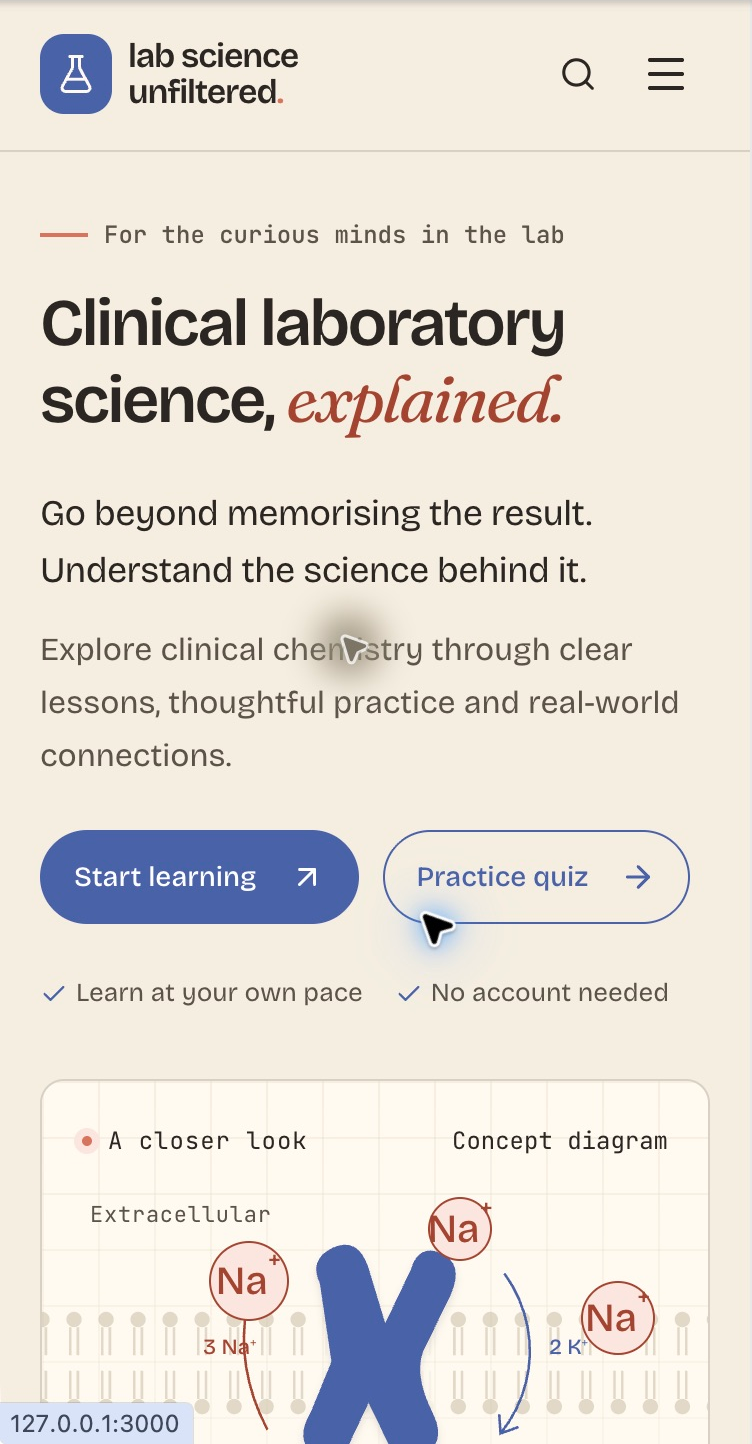 lab science
unfiltered.
For the curious minds in the lab
Clinical laboratory
science, explained.
Go beyond memorising the result.
Understand the science behind it.
Explore clinical chemistry through clear
lessons, thoughtful practice and real-world
connections.
Start learning
Practice quiz
Learn at your own pace
No account needed
A closer look
Concept diagram
Extracellular
Na⁺
Na⁺
Na⁺
3 Na⁺
2 K⁺
127.0.0.1:3000